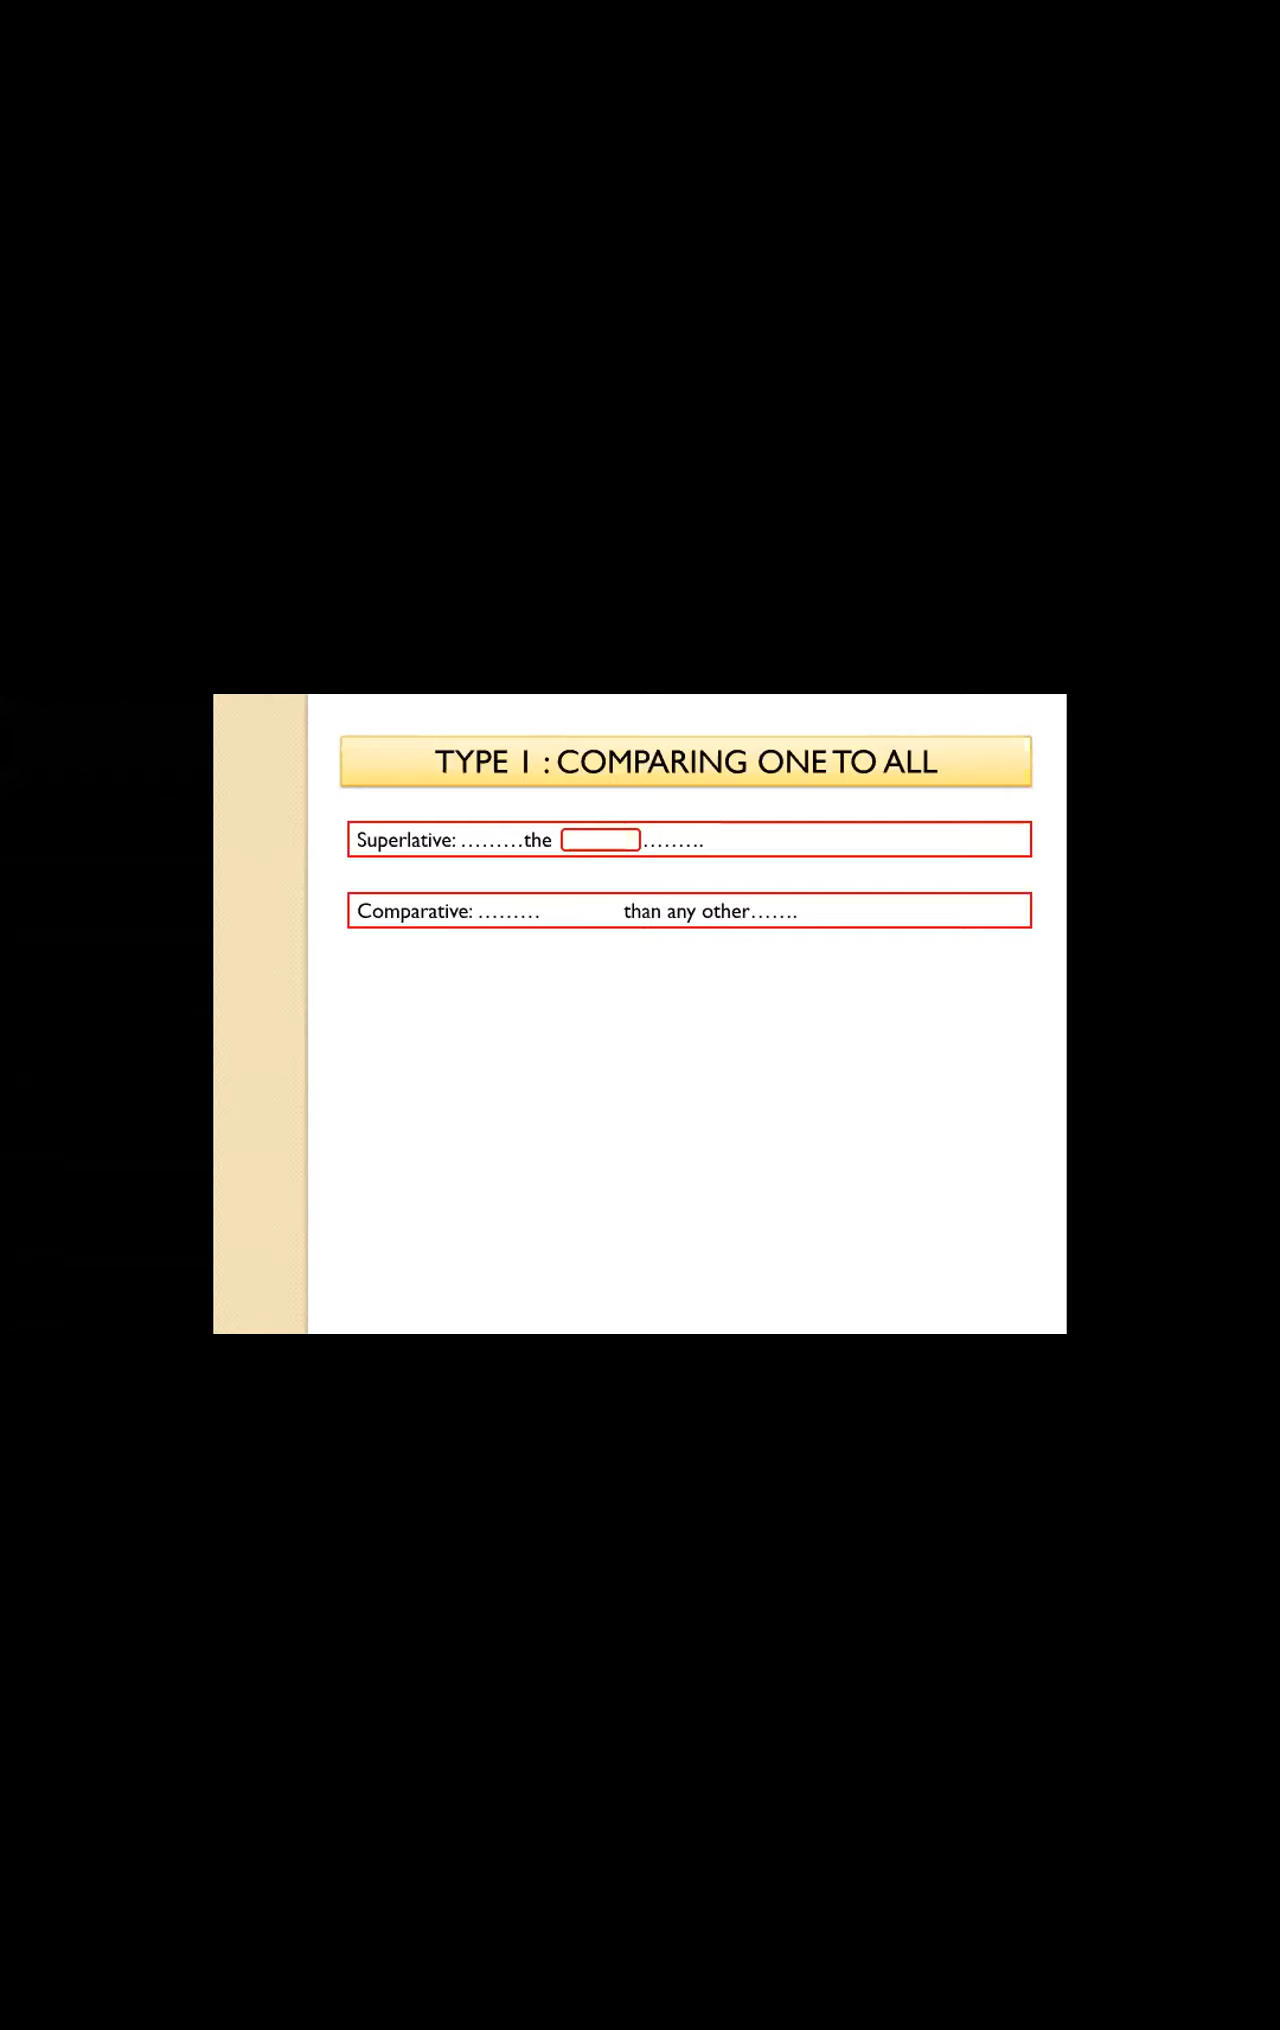 TYPE 1 : COMPARING ONE TO ALL
Superlative: ………the ……….
Comparative: ……… than any other…….